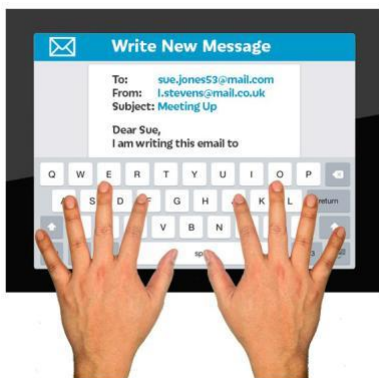 Write New Message
To: sue.jones53@mail.com
From: l.stevens@mail.co.uk
Subject: Meeting Up
Dear Sue,
I am writing this email to
Q W E R T Y U I O P
A S D F G H K L return
V B N